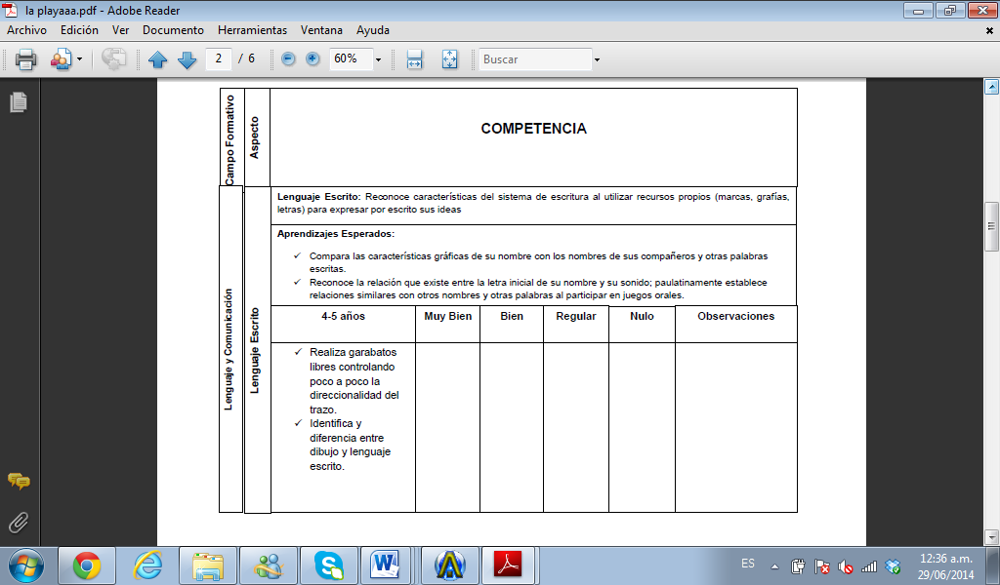 la playaaa.pdf - Adobe Reader
Archivo Edición Ver Documento Herramientas Ventana Ayuda
2 / 6 60% Buscar
Campo Formativo
Aspecto
COMPETENCIA
Lenguaje y Comunicación
Lenguaje Escrito
Lenguaje Escrito: Reconoce características del sistema de escritura al utilizar recursos propios (marcas, grafías,
letras) para expresar por escrito sus ideas
Aprendizajes Esperados:
✓ Compara las características gráficas de su nombre con los nombres de sus compañeros y otras palabras
escritas.
✓ Reconoce la relación que existe entre la letra inicial de su nombre y su sonido; paulatinamente establece
relaciones similares con otros nombres y otras palabras al participar en juegos orales.
4-5 años Muy Bien Bien Regular Nulo Observaciones
✓ Realiza garabatos
libres controlando
poco a poco la
direccionalidad del
trazo.
✓ Identifica y
diferencia entre
dibujo y lenguaje
escrito.
ES
12:36 a.m.
29/06/2014